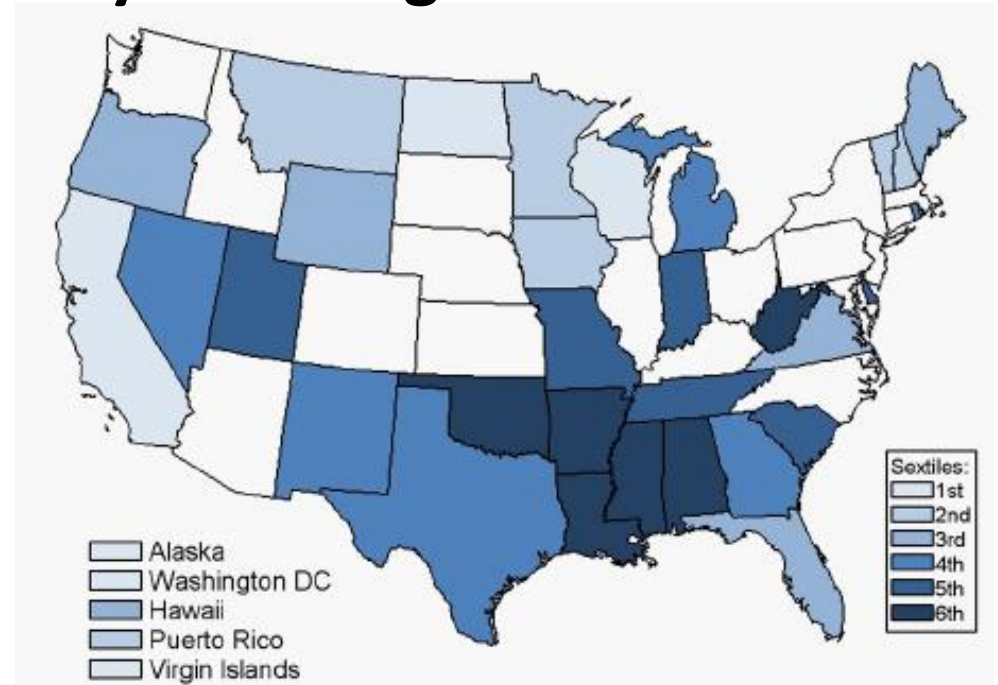 Alaska
Washington DC
Hawaii
Puerto Rico
Virgin Islands
Sextiles:
1st
2nd
3rd
4th
5th
6th